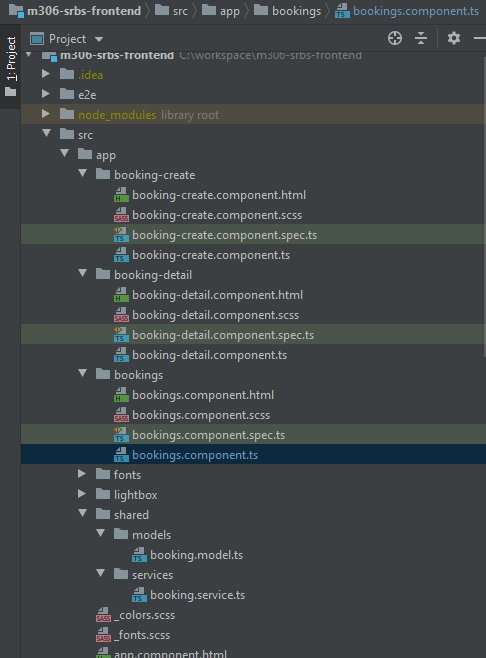 m306-srbs-frontend src app bookings bookings.component.ts
1: Project
Project
m306-srbs-frontend C:\workspace\m306-srbs-frontend
.idea
e2e
node_modules library root
src
app
booking-create
booking-create.component.html
booking-create.component.scss
booking-create.component.spec.ts
booking-create.component.ts
booking-detail
booking-detail.component.html
booking-detail.component.scss
booking-detail.component.spec.ts
booking-detail.component.ts
bookings
bookings.component.html
bookings.component.scss
bookings.component.spec.ts
bookings.component.ts
fonts
lightbox
shared
models
booking.model.ts
services
booking.service.ts
_colors.scss
_fonts.scss
app.component.html